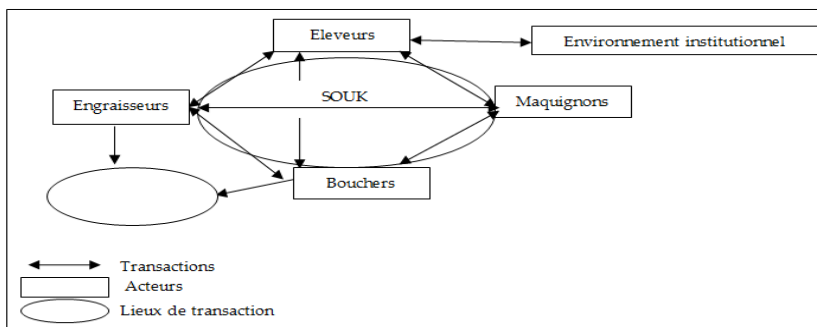 Eleveurs
Environnement institutionnel
Engraisseurs
SOUK
Maquignons
Bouchers
Transactions
Acteurs
Lieux de transaction